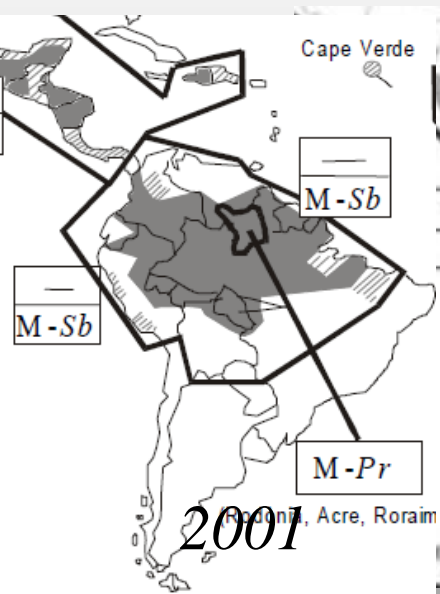 Cape Verde
M-Sb
M-Sb
M-Pr
2001
(Rodonia, Acre, Roraim